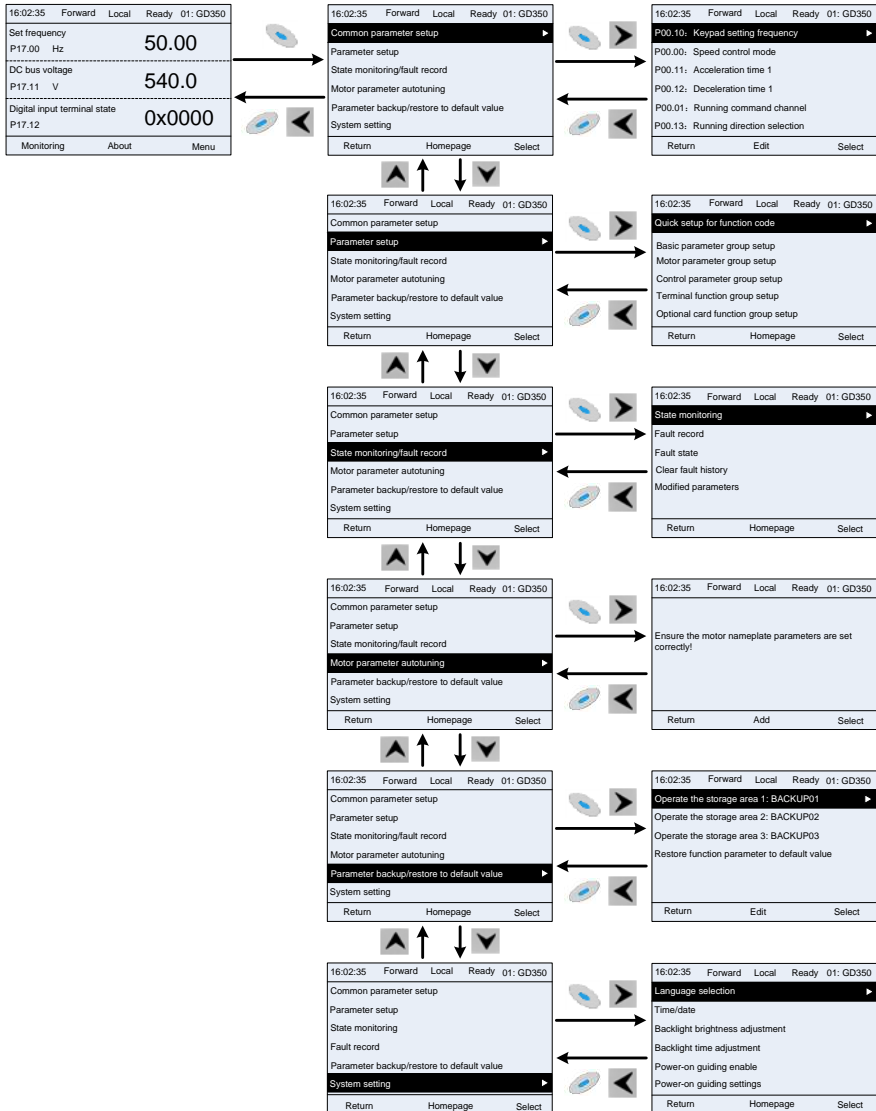 16:02:35 Forward Local Ready 01: GD350
Set frequency
P17.00 Hz 50.00
DC bus voltage
P17.11 V 540.0
Digital input terminal state
P17.12 0x0000
Monitoring About Menu
16:02:35 Forward Local Ready 01: GD350
Common parameter setup
Parameter setup
State monitoring/fault record
Motor parameter autotuning
Parameter backup/restore to default value
System setting
Return Homepage Select
16:02:35 Forward Local Ready 01: GD350
P00.10: Keypad setting frequency
P00.00: Speed control mode
P00.11: Acceleration time 1
P00.12: Deceleration time 1
P00.01: Running command channel
P00.13: Running direction selection
Return Edit Select
16:02:35 Forward Local Ready 01: GD350
Common parameter setup
Parameter setup
State monitoring/fault record
Motor parameter autotuning
Parameter backup/restore to default value
System setting
Return Homepage Select
16:02:35 Forward Local Ready 01: GD350
Quick setup for function code
Basic parameter group setup
Motor parameter group setup
Control parameter group setup
Terminal function group setup
Optional card function group setup
Return Homepage Select
16:02:35 Forward Local Ready 01: GD350
Common parameter setup
Parameter setup
State monitoring/fault record
Motor parameter autotuning
Parameter backup/restore to default value
System setting
Return Homepage Select
16:02:35 Forward Local Ready 01: GD350
State monitoring
Fault record
Fault state
Clear fault history
Modified parameters
Return Homepage Select
16:02:35 Forward Local Ready 01: GD350
Common parameter setup
Parameter setup
State monitoring/fault record
Motor parameter autotuning
Parameter backup/restore to default value
System setting
Return Homepage Select
16:02:35 Forward Local Ready 01: GD350
Ensure the motor nameplate parameters are set
correctly!
Return Add Select
16:02:35 Forward Local Ready 01: GD350
Common parameter setup
Parameter setup
State monitoring/fault record
Motor parameter autotuning
Parameter backup/restore to default value
System setting
Return Homepage Select
16:02:35 Forward Local Ready 01: GD350
Operate the storage area 1: BACKUP01
Operate the storage area 2: BACKUP02
Operate the storage area 3: BACKUP03
Restore function parameter to default value
Return Edit Select
16:02:35 Forward Local Ready 01: GD350
Common parameter setup
Parameter setup
State monitoring
Fault record
Parameter backup/restore to default value
System setting
Return Homepage Select
16:02:35 Forward Local Ready 01: GD350
Language selection
Time/date
Backlight brightness adjustment
Backlight time adjustment
Power-on guiding enable
Power-on guiding settings
Return Homepage Select